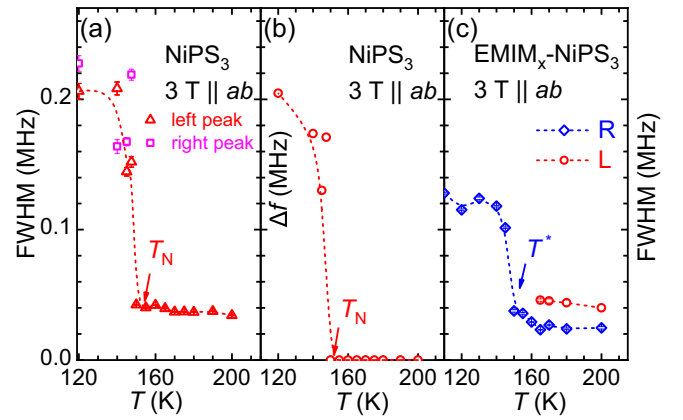 (a)
NiPS3
3 T || ab
left peak
right peak
TN
FWHM (MHz)
0.2
0.1
0.0
120
160
200
T (K)
(b)
NiPS3
3 T || ab
Δf (MHz)
TN
120
160
200
T (K)
(c)
EMIMx-NiPS3
3 T || ab
R
L
T*
120
160
200
T (K)
FWHM (MHz)